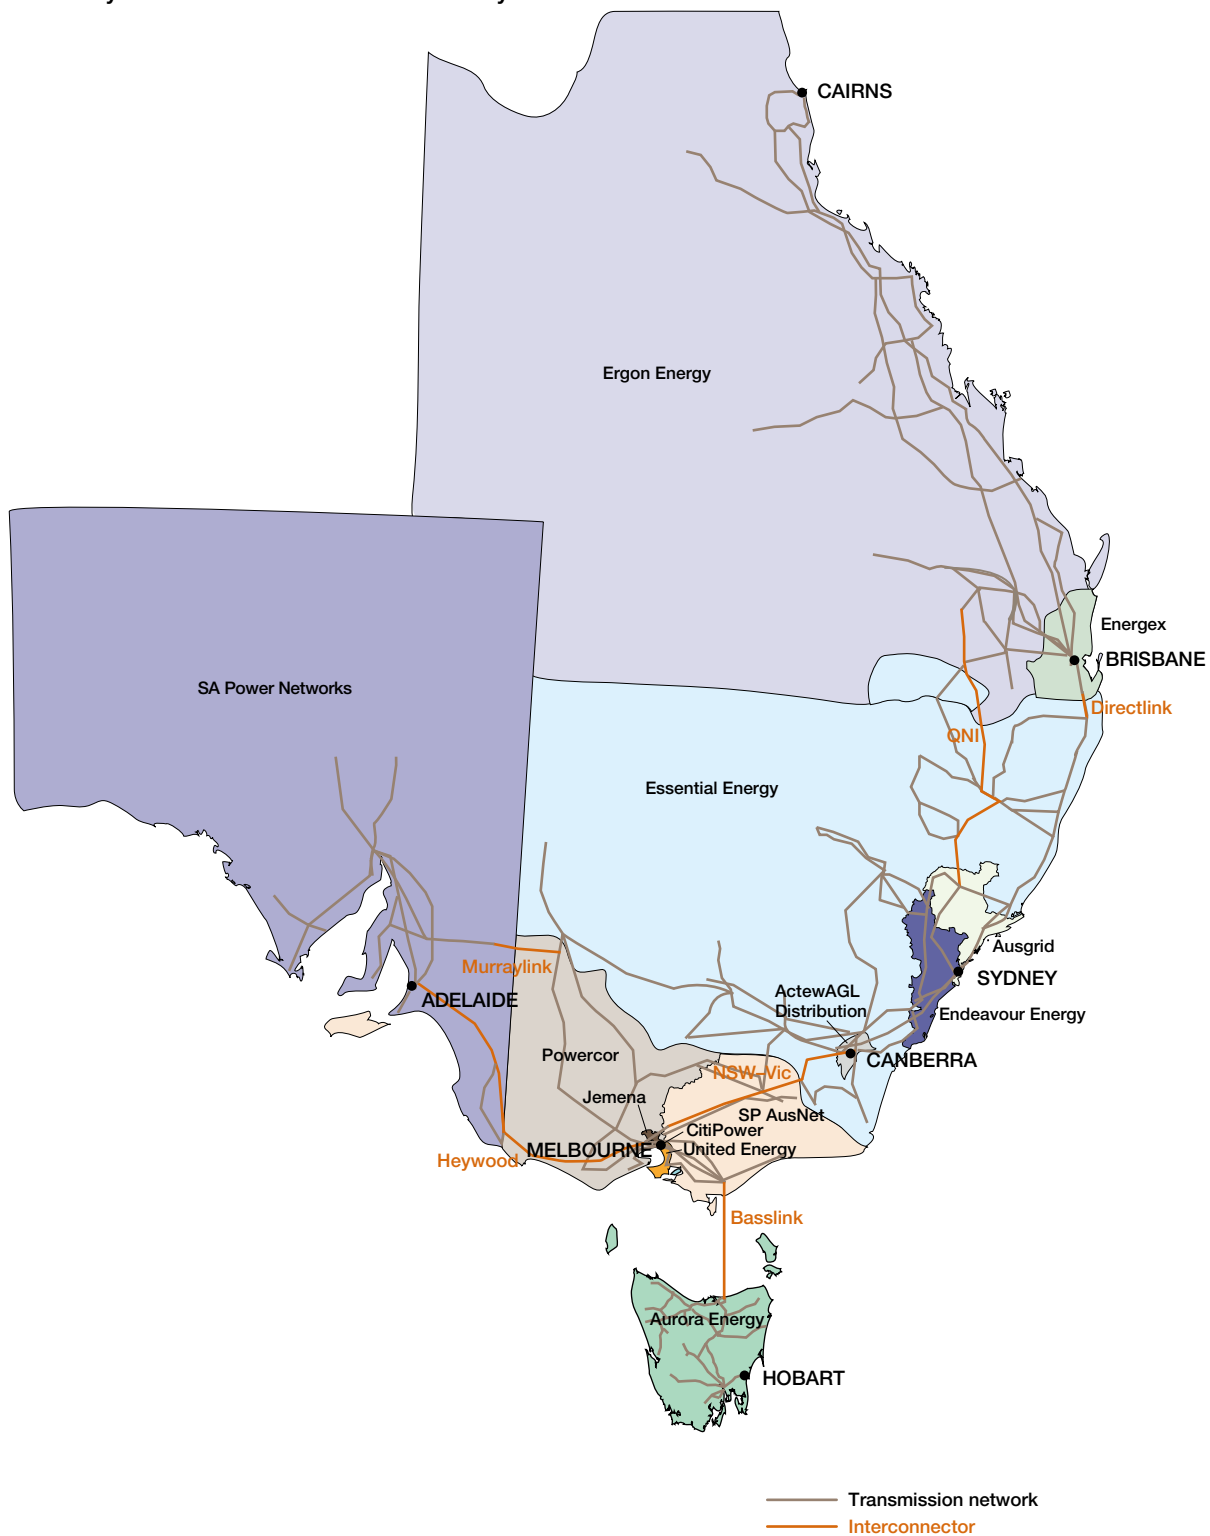 CAIRNS
Ergon Energy
Energex
BRISBANE
SA Power Networks
Directlink
QNI
Essential Energy
Ausgrid
Murraylink
SYDNEY
ActewAGL
Distribution
ADELAIDE
Endeavour Energy
Powercor
CANBERRA
NSW–Vic
Jemena
SP AusNet
CitiPower
MELBOURNE
United Energy
Heywood
Basslink
Aurora Energy
HOBART
Transmission network
Interconnector